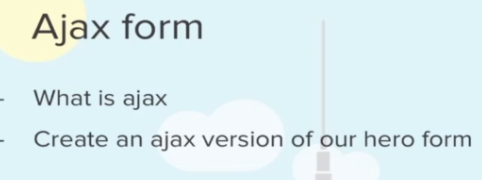 Ajax form
- What is ajax
- Create an ajax version of our hero form